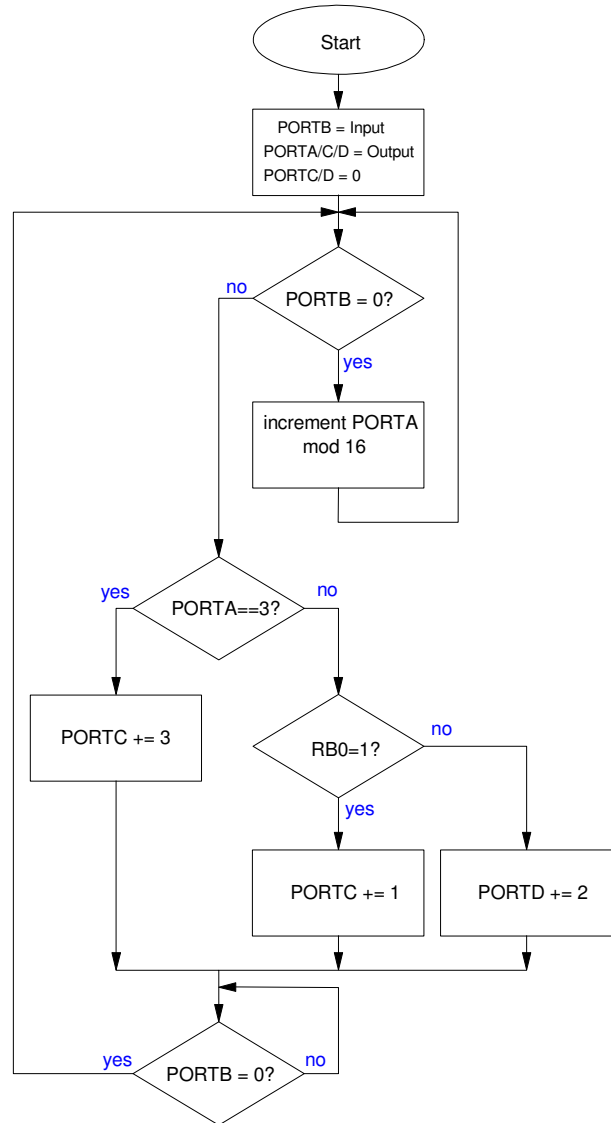 Start
PORTB = Input
PORTA/C/D = Output
PORTC/D = 0
PORTB = 0?
no
yes
increment PORTA
mod 16
yes
PORTA==3?
no
PORTC += 3
RB0=1?
no
yes
PORTC += 1
PORTD += 2
yes
PORTB = 0?
no